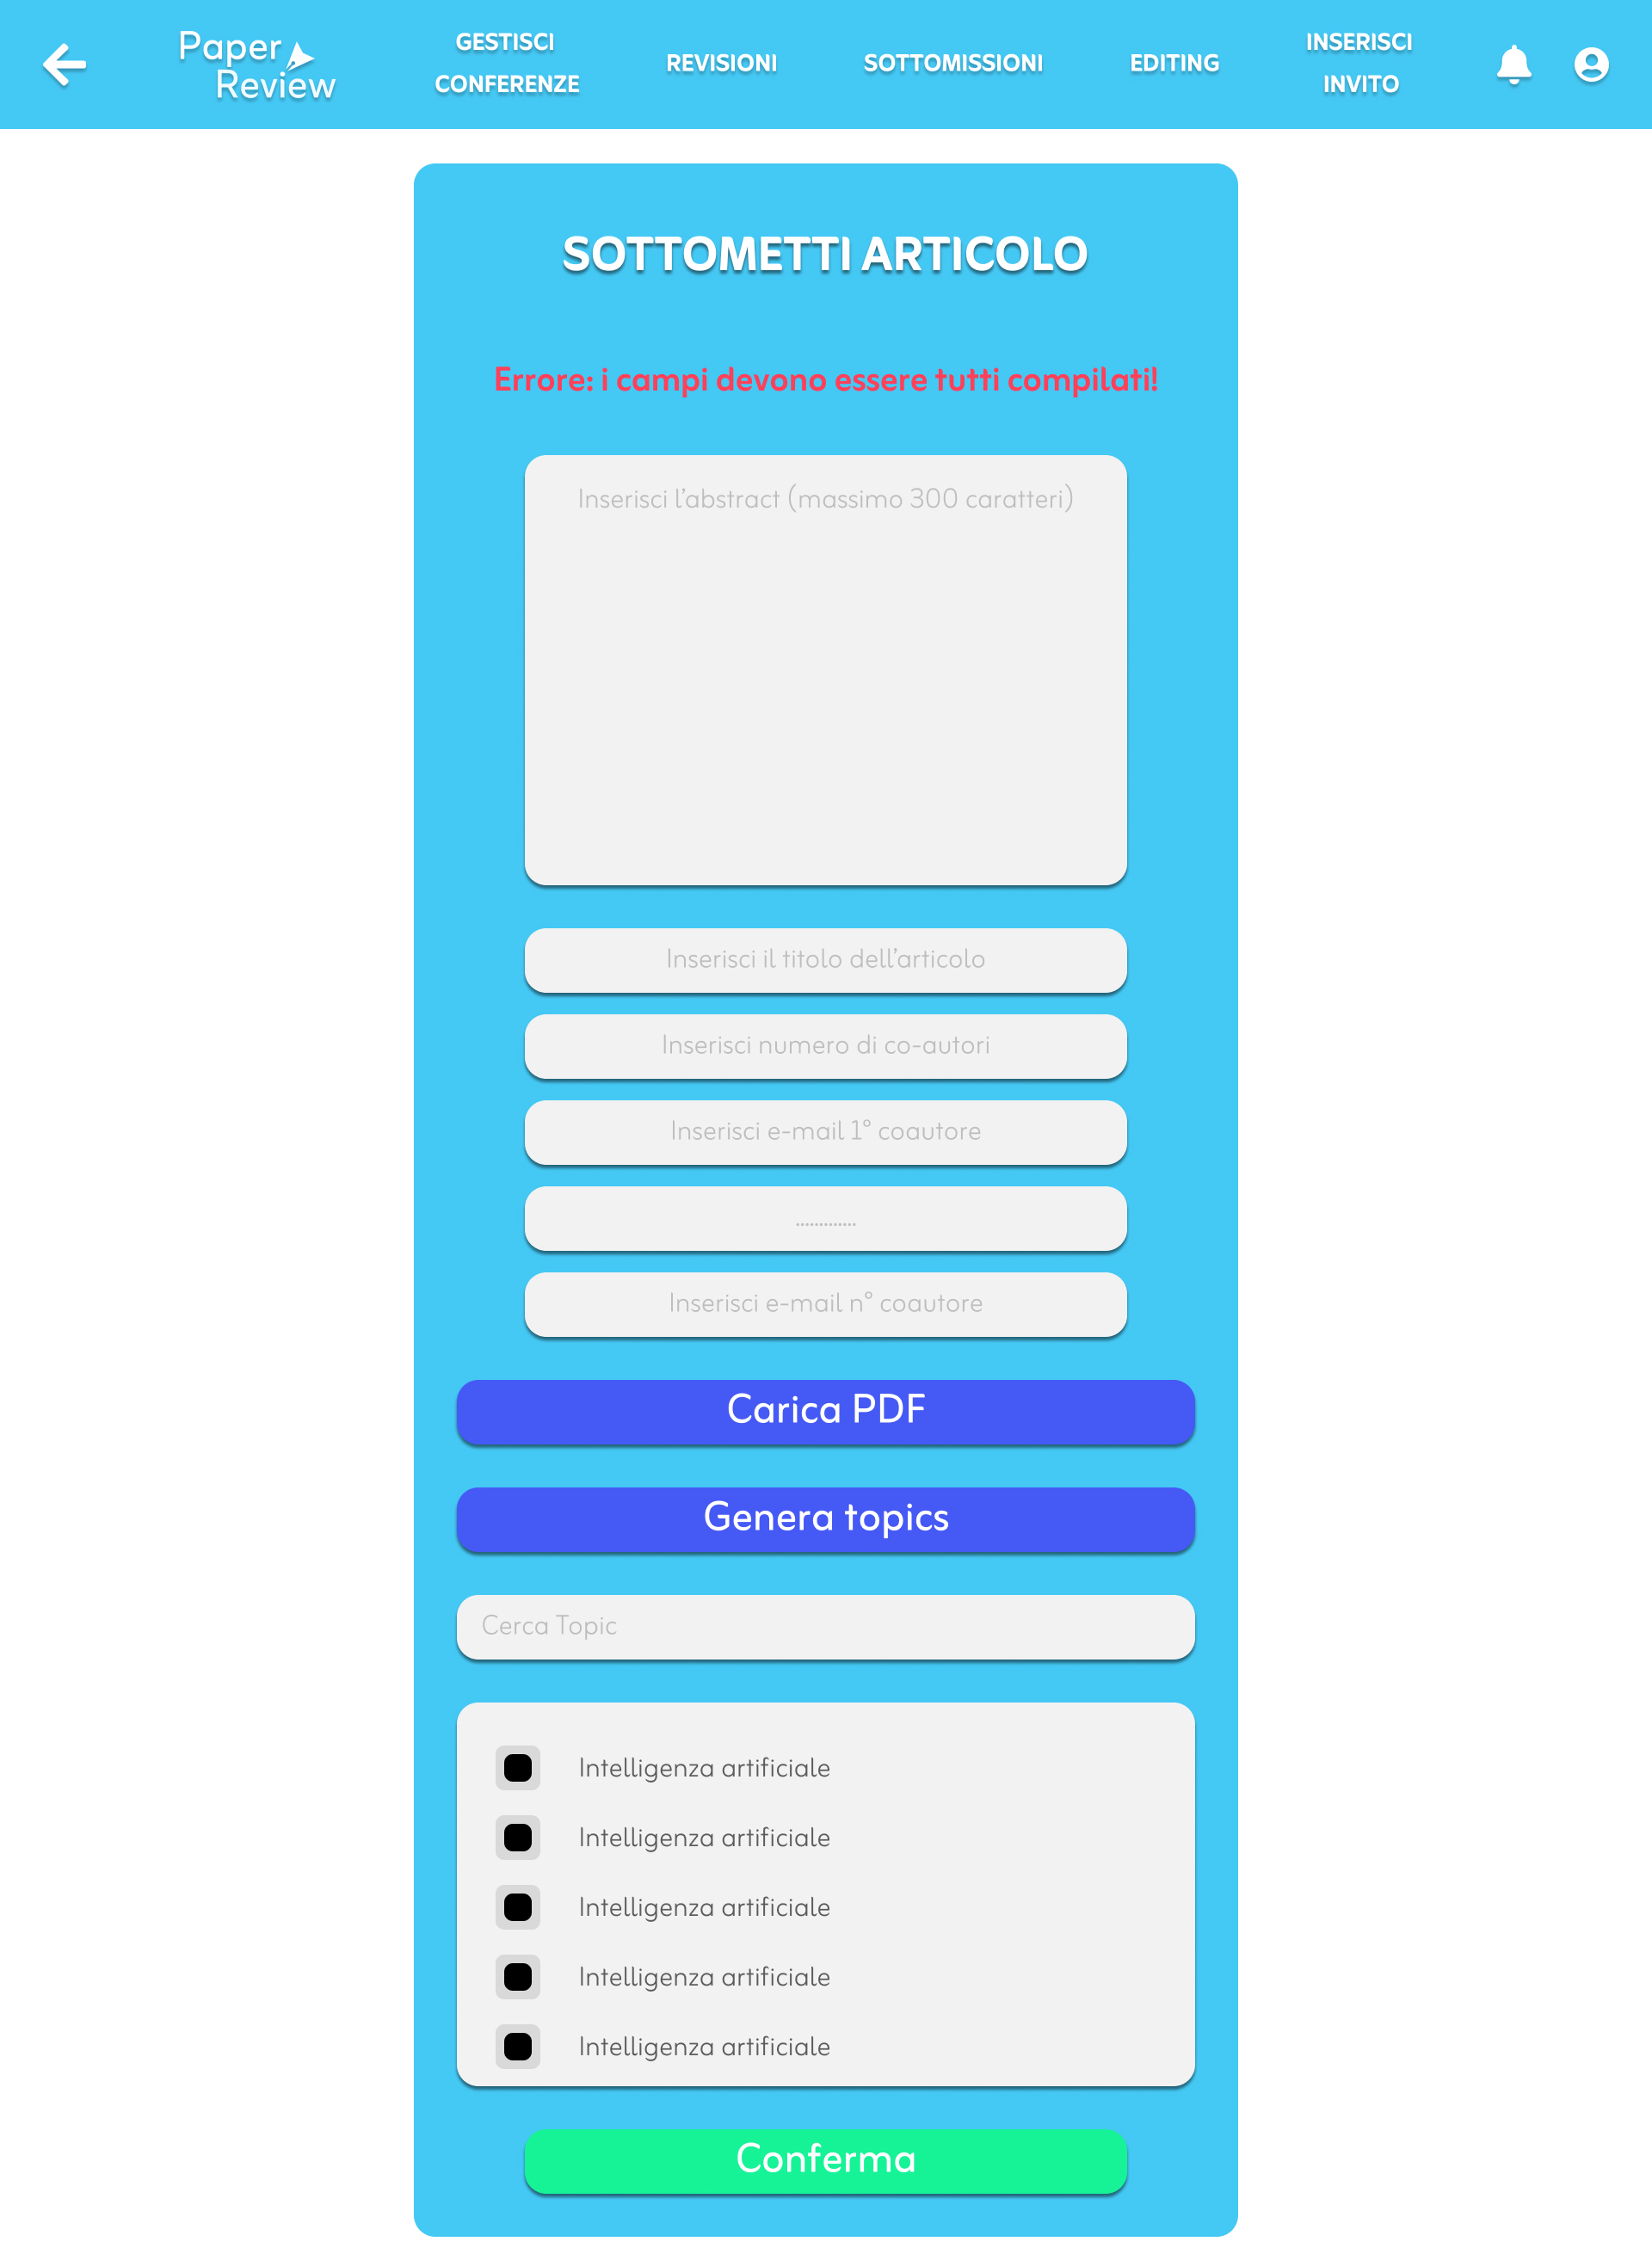 Paper
Review
GESTISCI
CONFERENZE
REVISIONI
SOTTOMISSIONI
EDITING
INSERISCI
INVITO
SOTTOMETTI ARTICOLO
Errore: i campi devono essere tutti compilati!
Inserisci l'abstract (massimo 300 caratteri)
Inserisci il titolo dell'articolo
Inserisci numero di co-autori
Inserisci e-mail 1° coautore
.............
Inserisci e-mail n° coautore
Carica PDF
Genera topics
Cerca Topic
Intelligenza artificiale
Intelligenza artificiale
Intelligenza artificiale
Intelligenza artificiale
Intelligenza artificiale
Conferma